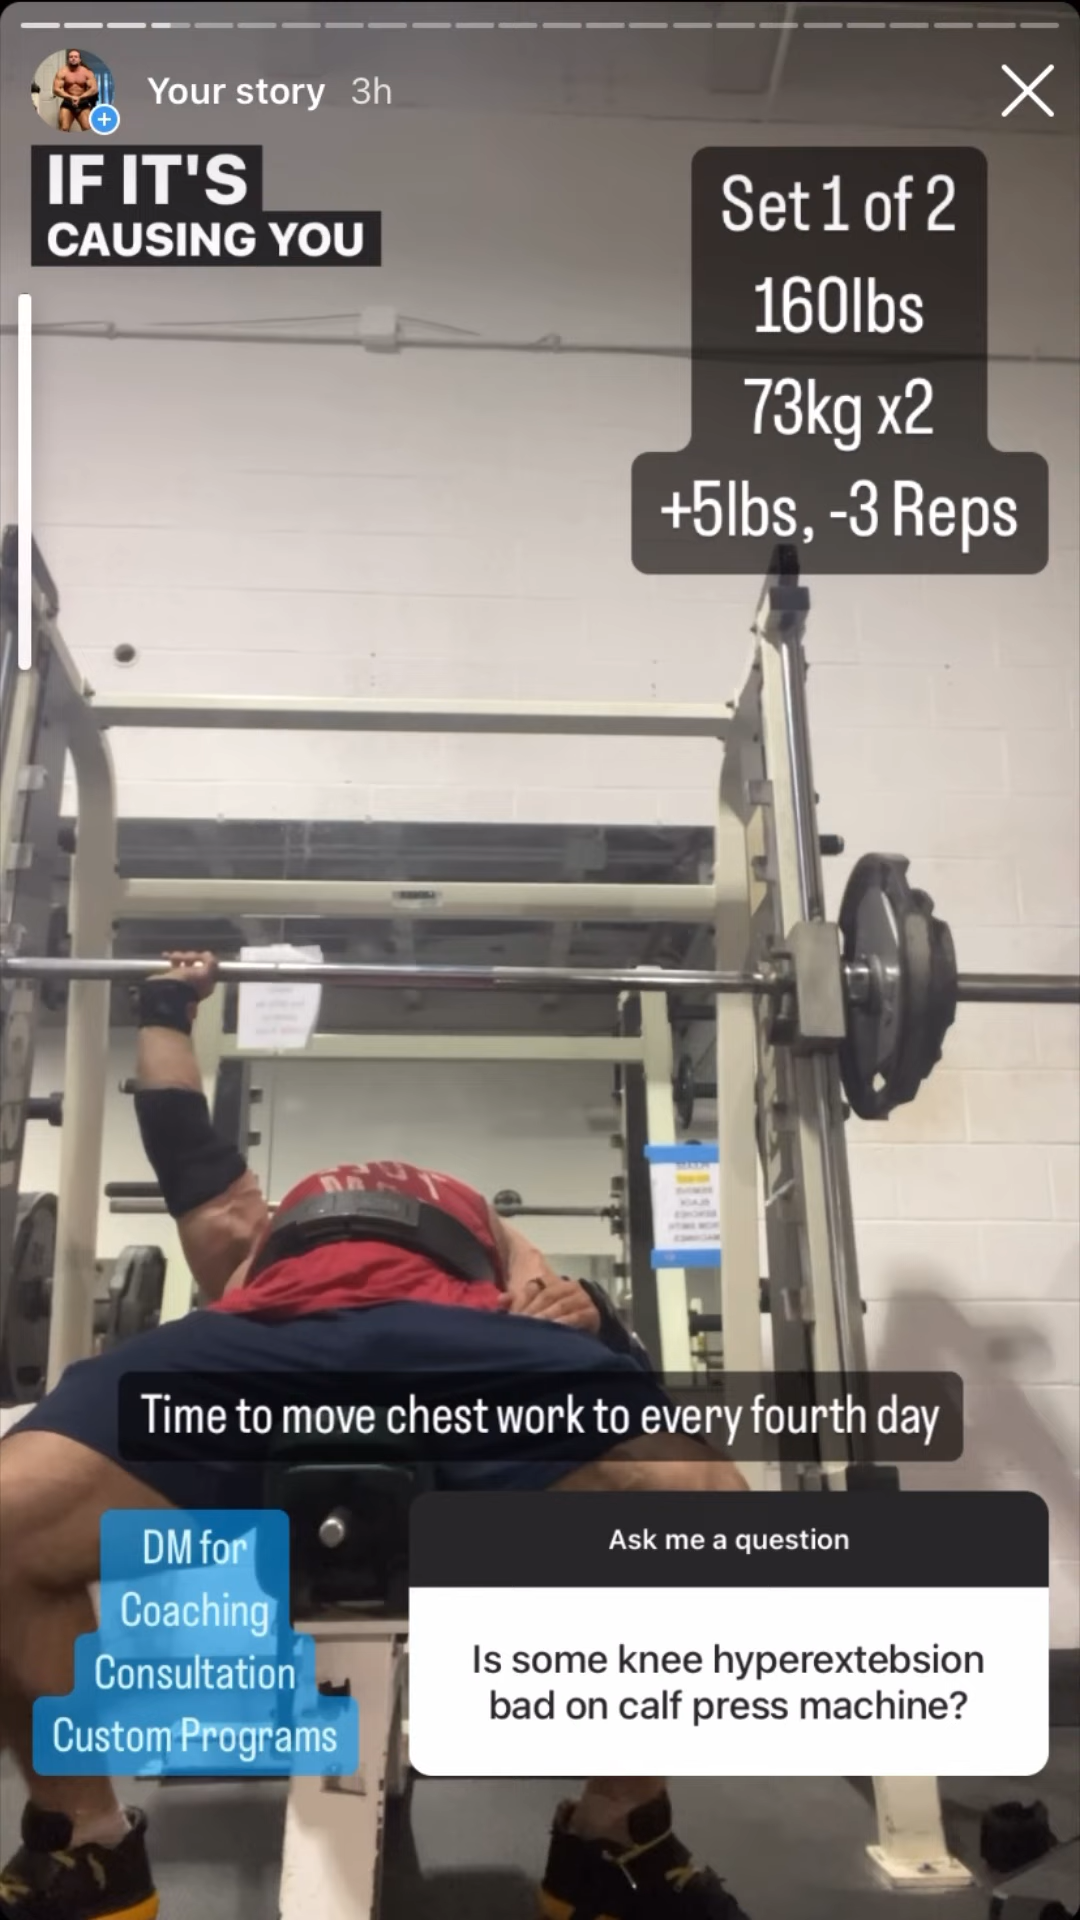 Your story 3h
IF IT'S
CAUSING YOU
Set 1 of 2
160lbs
73kg x2
+5lbs, -3 Reps
Time to move chest work to every fourth day
DM for
Coaching
Consultation
Custom Programs
Ask me a question
Is some knee hyperextebsion
bad on calf press machine?